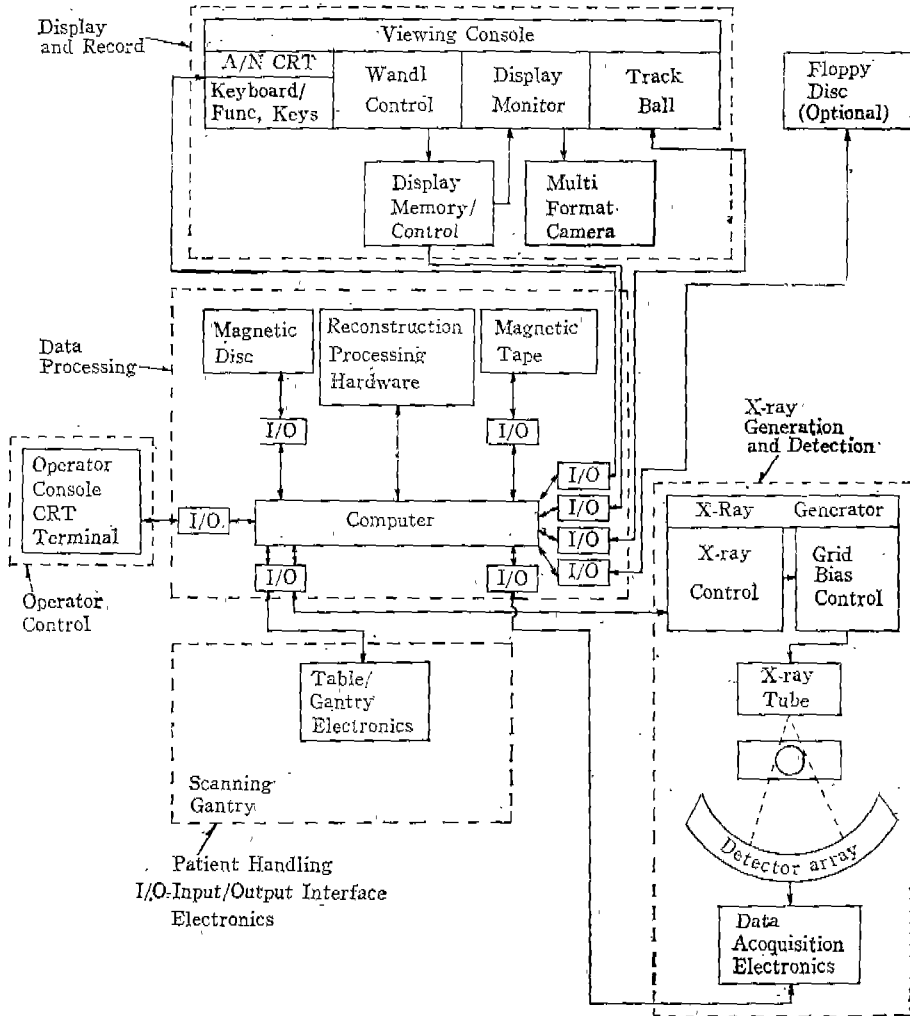 Display
and Record
Viewing Console
A/N CRT
Keyboard/
Func, Keys
Wandl
Control
Display
Monitor
Track
Ball
Floppy
Disc
(Optional)
Display
Memory/
Control
Multi
Format
Camera
Data
Processing
Magnetic
Disc
Reconstruction
Processing
Hardware
Magnetic
Tape
I/O
I/O
X-ray
Generation
and Detection
Operator
Console
CRT
Terminal
I/O
Computer
I/O
I/O
I/O
I/O
I/O
I/O
Operator
Control
X-Ray Generator
X-ray
Control
Grid
Bias
Control
Table/
Gantry
Electronics
X-ray
Tube
Scanning
Gantry
Detector array
Patient Handling
I/O-Input/Output Interface
Electronics
Data
Acoquisition
Electronics